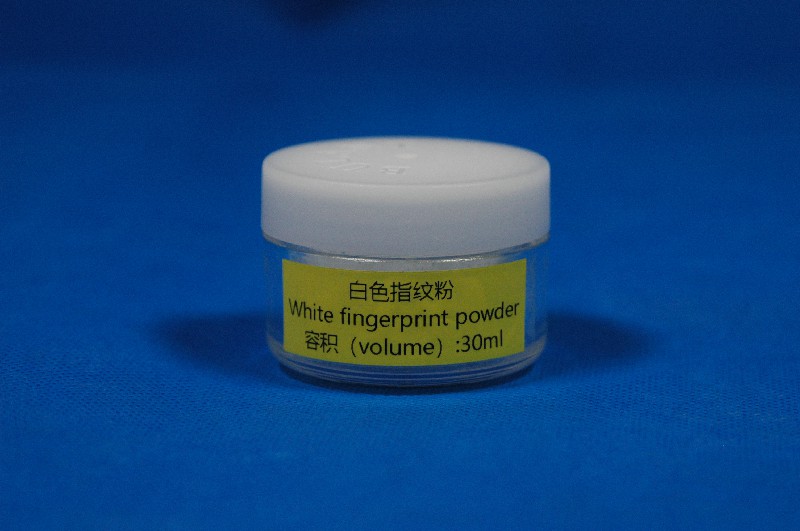 白色指纹粉
White fingerprint powder
容积（volume）:30ml